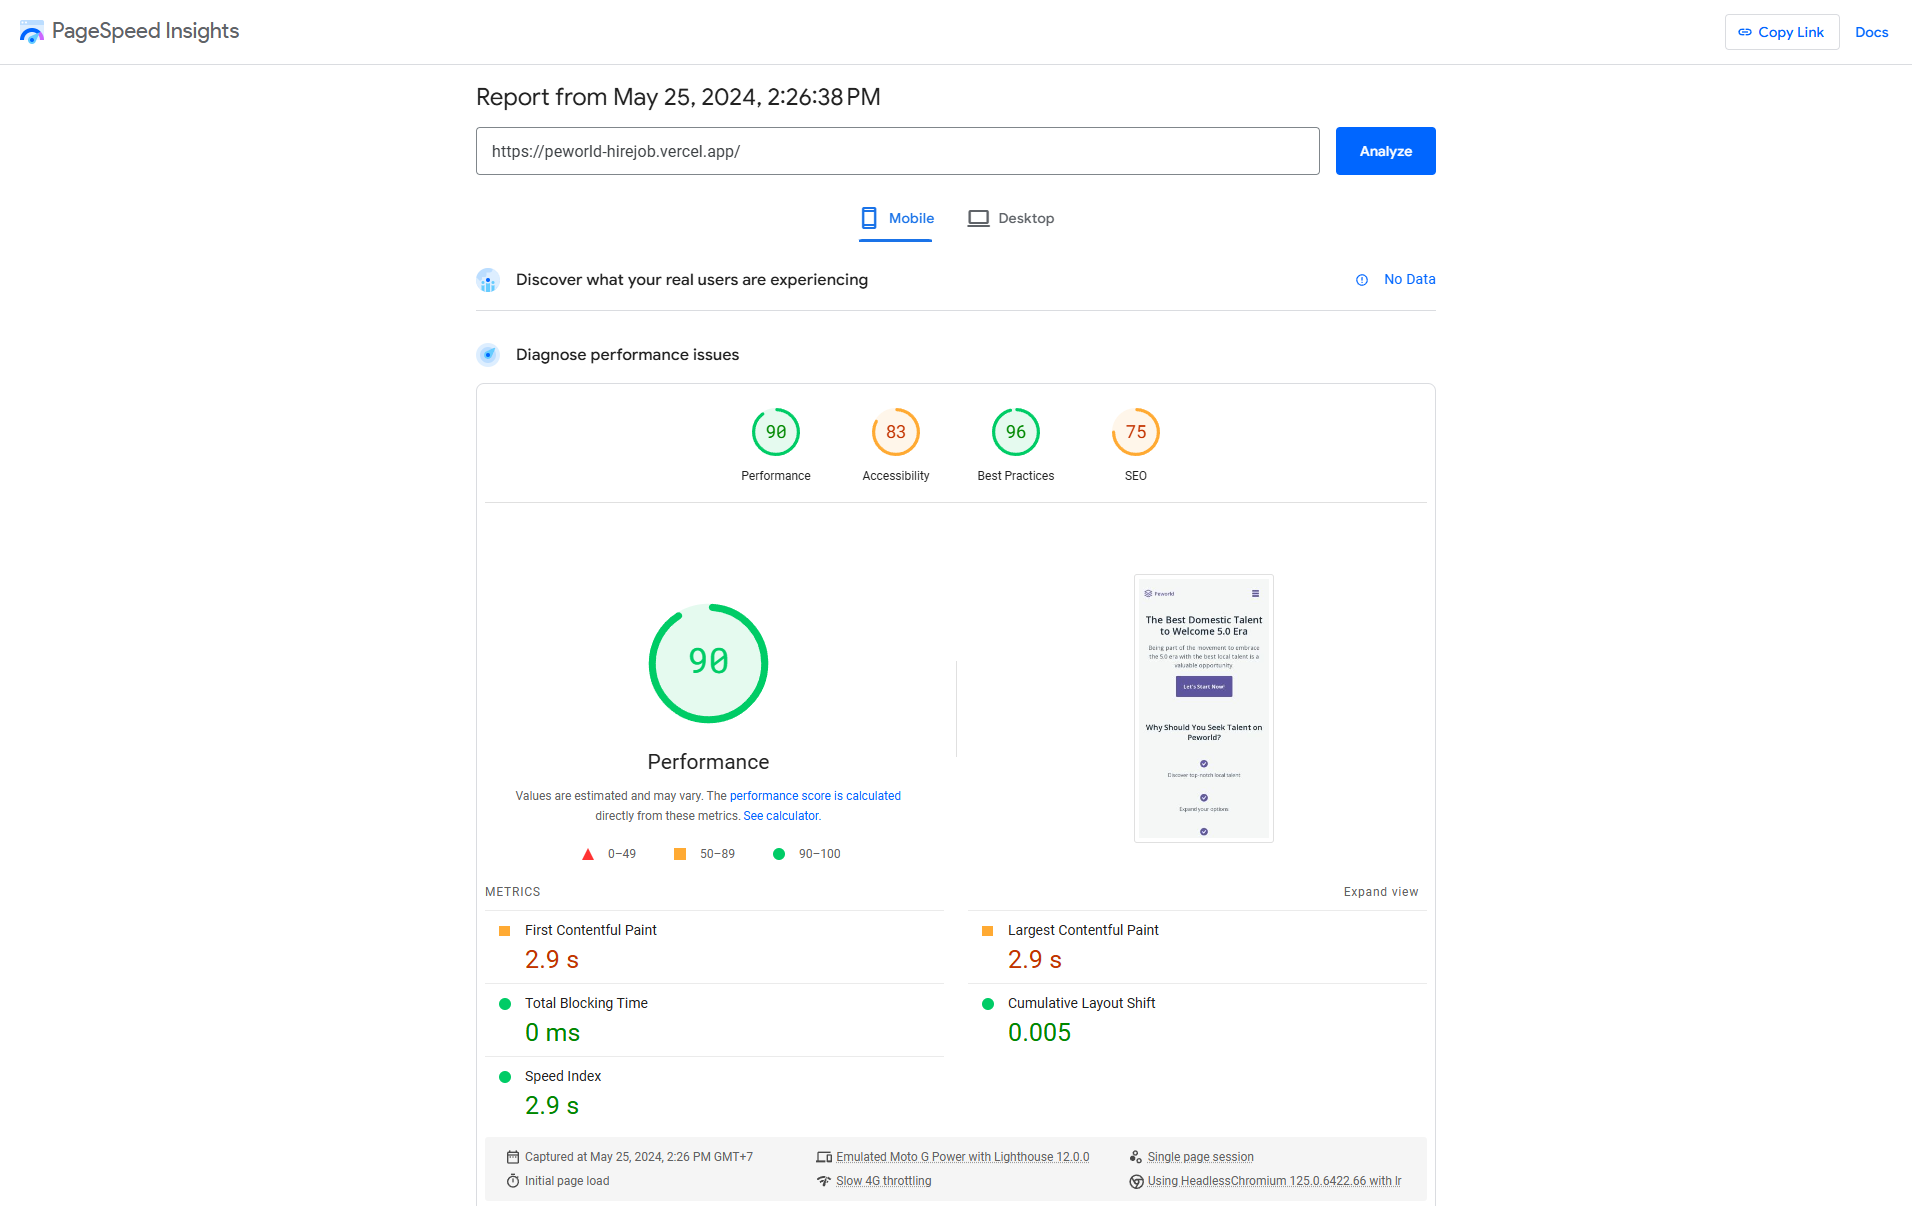 PageSpeed Insights
Copy Link
Docs
Report from May 25, 2024, 2:26:38 PM
https://peworld-hirejob.vercel.app/
Analyze
Mobile
Desktop
Discover what your real users are experiencing
No Data
Diagnose performance issues
90
83
96
75
Performance
Accessibility
Best Practices
SEO
90
Performance
Values are estimated and may vary. The performance score is calculated
directly from these metrics. See calculator.
0–49
50–89
90–100
Peworld
The Best Domestic Talent
to Welcome 5.0 Era
Being part of the movement to embrace
the 5.0 era with the best local talent is a
valuable opportunity.
Let's Start Now!
Why Should You Seek Talent on
Peworld?
Discover top-notch local talent
Expand your options
METRICS
Expand view
First Contentful Paint
2.9 s
Largest Contentful Paint
2.9 s
Total Blocking Time
0 ms
Cumulative Layout Shift
0.005
Speed Index
2.9 s
Captured at May 25, 2024, 2:26 PM GMT+7
Emulated Moto G Power with Lighthouse 12.0.0
Single page session
Initial page load
Slow 4G throttling
Using HeadlessChromium 125.0.6422.66 with lr